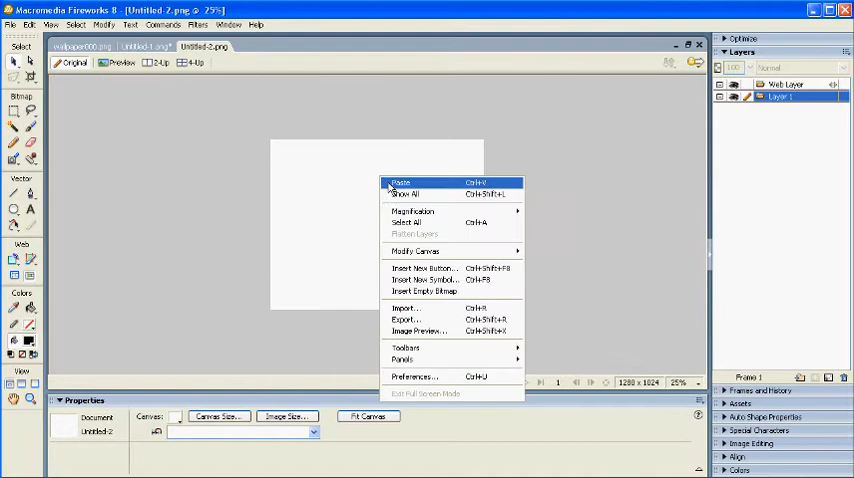 Macromedia Fireworks 8 - [Untitled-2.png @ 25%]
File Edit View Select Modify Text Commands Filters Window Help
Select
wallpaper000.png Untitled-1.png* Untitled-2.png
Original Preview 2-Up 4-Up
Bitmap
Vector
Web
Colors
View
Paste Ctrl+V
Show All Ctrl+Shift+L
Magnification
Select All Ctrl+A
Flatten Layers
Modify Canvas
Insert New Button... Ctrl+Shift+F8
Insert New Symbol... Ctrl+F8
Insert Empty Bitmap
Import... Ctrl+R
Export... Ctrl+Shift+R
Image Preview... Ctrl+Shift+X
Toolbars
Panels
Preferences... Ctrl+U
Exit Full Screen Mode
1 1280 x 1024 25%
Properties
Document
Untitled-2
Canvas: Canvas Size... Image Size... Fit Canvas
Optimize
Layers
100 Normal
Web Layer
Layer 1
Frame 1
Frames and History
Assets
Auto Shape Properties
Special Characters
Image Editing
Align
Colors